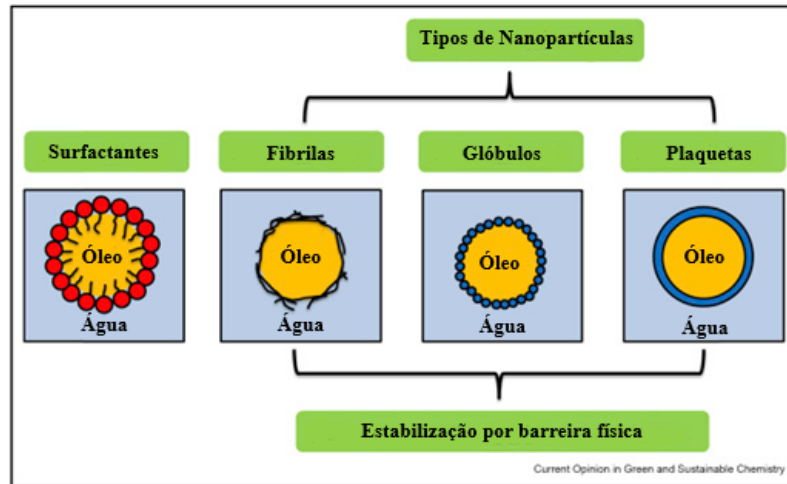 Tipos de Nanopartículas
Surfactantes
Fibrilas
Glóbulos
Plaquetas
Óleo
Água
Óleo
Água
Óleo
Água
Óleo
Água
Estabilização por barreira física
Current Opinion in Green and Sustainable Chemistry